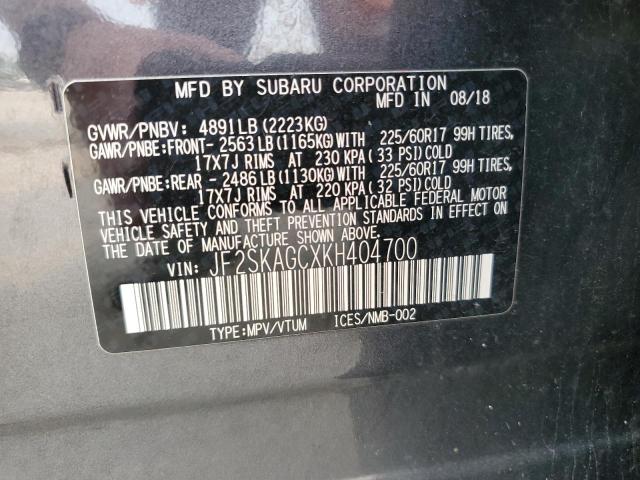 MFD BY SUBARU CORPORATION
MFD IN 08/18
GVWR/PNBV: 4891LB(2223KG)
GAWR/PNBE:FRONT- 2563LB(1165KG)WITH 225/60R17 99H TIRES,
17X7J RIMS AT 230 KPA(33 PSI)COLD
GAWR/PNBE:REAR - 2486LB(1130KG)WITH 225/60R17 99H TIRES,
17X7J RIMS AT 220 KPA(32 PSI)COLD
THIS VEHICLE CONFORMS TO ALL APPLICABLE FEDERAL MOTOR
VEHICLE SAFETY AND THEFT PREVENTION STANDARDS IN EFFECT ON
THE DATE OF MANUFACTURE SHOWN ABOVE.
VIN: JF2SKAGCXKH404700
TYPE:MPV/VTUM ICES/NMB-002